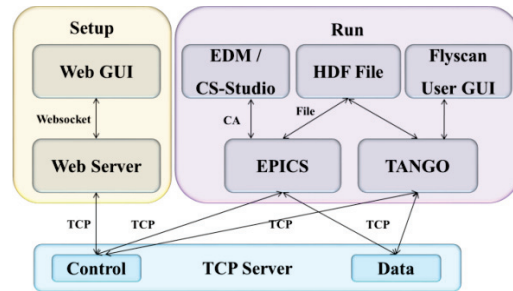 Setup
Web GUI
Websocket
Web Server
Run
EDM /
CS-Studio
HDF File
Flyscan
User GUI
CA
File
EPICS
TANGO
TCP
TCP
TCP
TCP
Control
TCP Server
Data